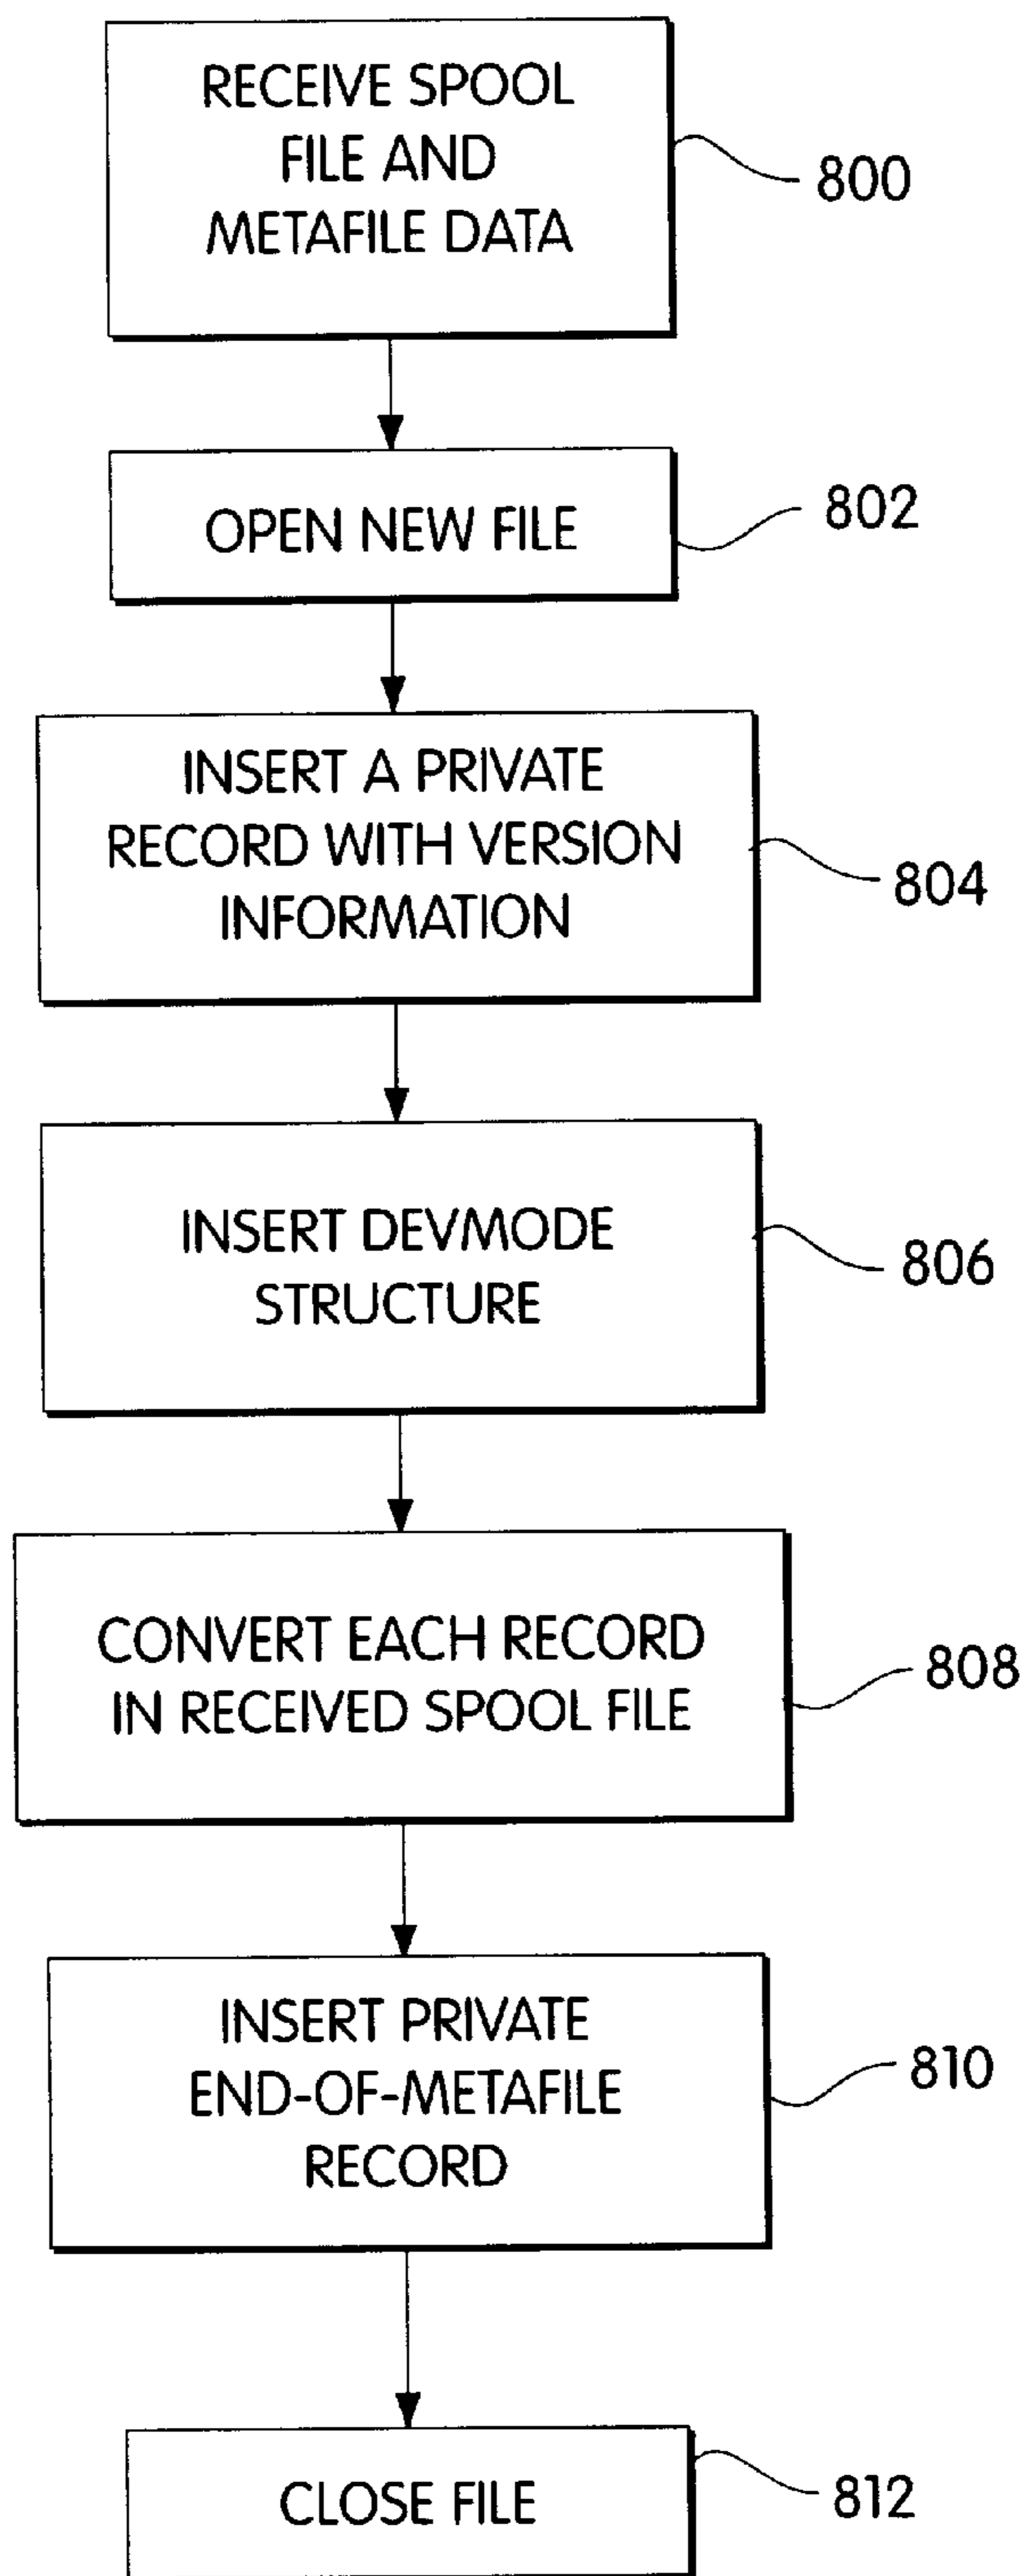 RECEIVE SPOOL
FILE AND
METAFILE DATA
800
OPEN NEW FILE
802
INSERT A PRIVATE
RECORD WITH VERSION
INFORMATION
804
INSERT DEVMODE
STRUCTURE
806
CONVERT EACH RECORD
IN RECEIVED SPOOL FILE
808
INSERT PRIVATE
END-OF-METAFILE
RECORD
810
CLOSE FILE
812